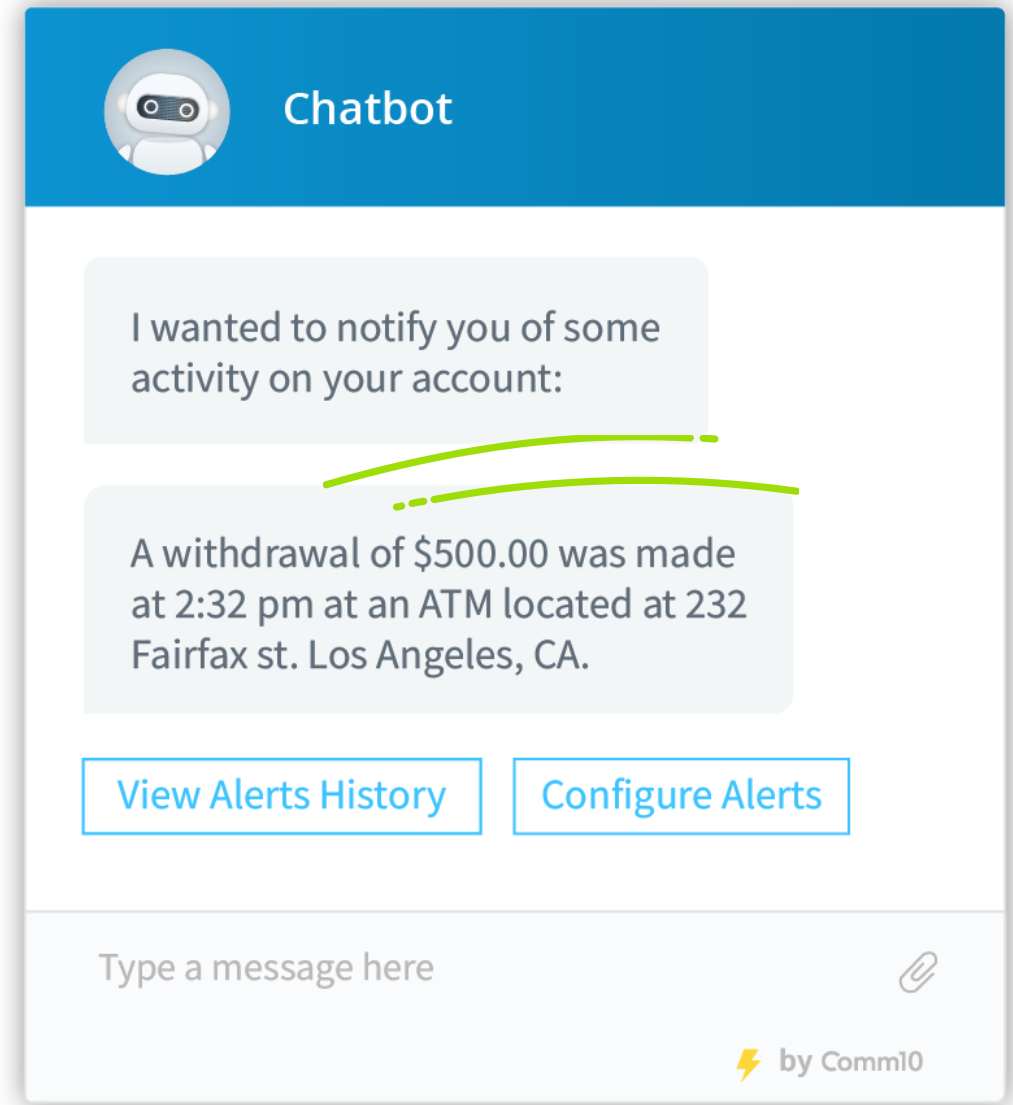 Chatbot
I wanted to notify you of some
activity on your account:
A withdrawal of $500.00 was made
at 2:32 pm at an ATM located at 232
Fairfax st. Los Angeles, CA.
View Alerts History
Configure Alerts
Type a message here
by Comm10